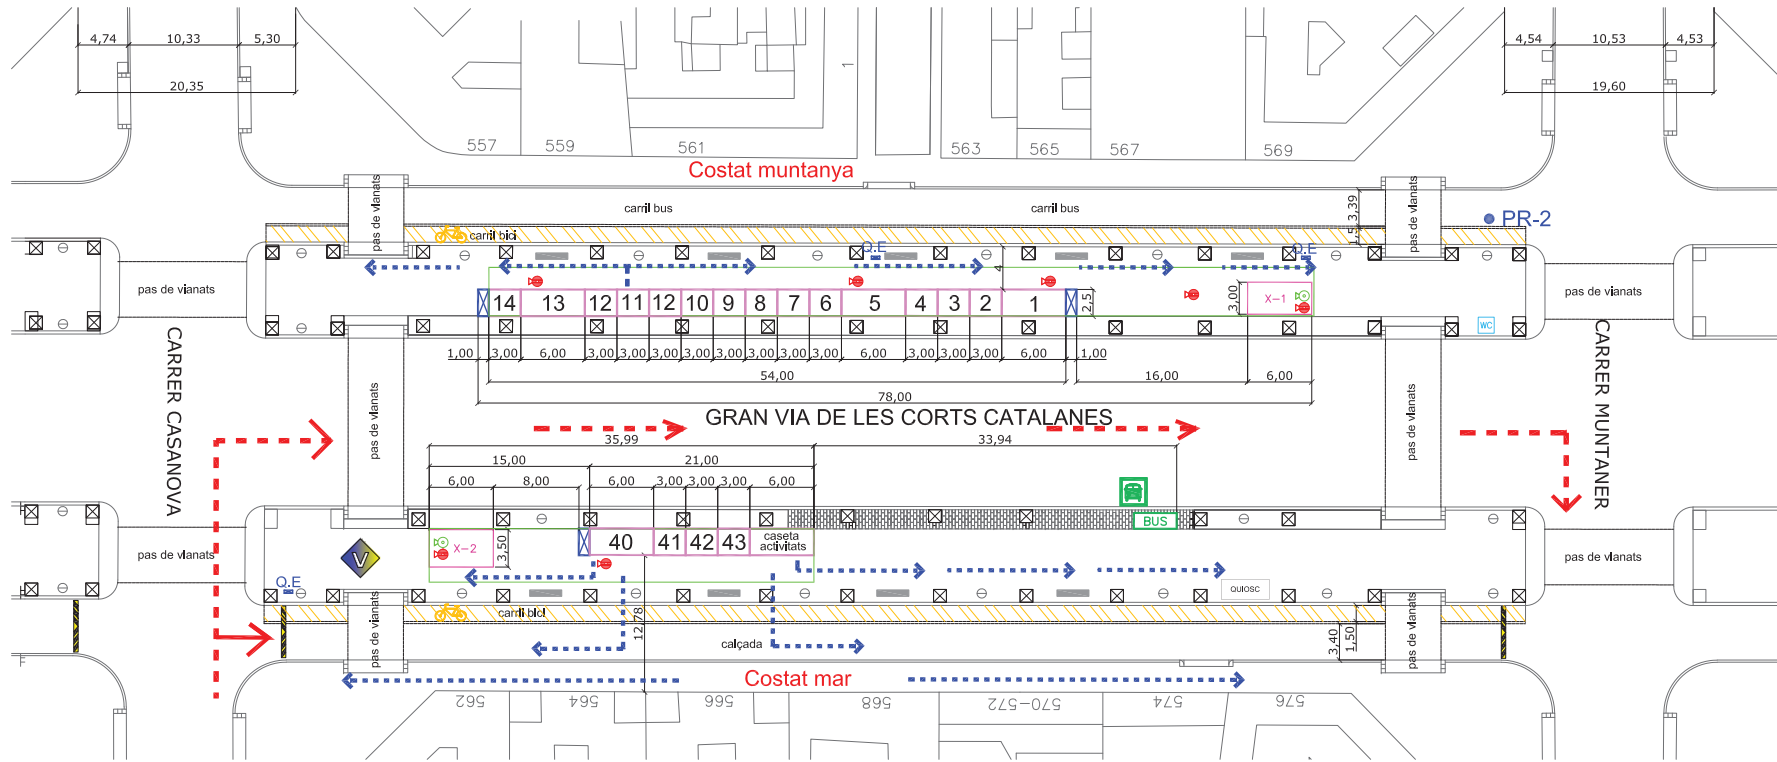 4,74 10,33 5,30
20,35
4,54 10,53 4,53
19,60
1
557 559 561 563 565 567 569
Costat muntanya
pas de vianats
pas de vianats
carril bus carril bus
3,39
1,5
PR-2
carril bici
Q.E Q.E
4
pas de vianats
pas de vianats
14 13 12 11 12 10 9 8 7 6 5 4 3 2 1
2,5
3,00
X-1
WC
1,00 3,00 6,00 3,00 3,00 3,00 3,00 3,00 3,00 3,00 3,00 6,00 3,00 3,00 3,00 6,00 1,00
54,00 16,00 6,00
78,00
CARRER CASANOVA
CARRER MUNTANER
pas de vianats
pas de vianats
GRAN VIA DE LES CORTS CATALANES
35,99 33,94
15,00 21,00
6,00 8,00 6,00 3,00 3,00 3,00 6,00
BUS
V
X-2
3,50
40 41 42 43 caseta
activitats
pas de vianats
pas de vianats
Q.E
QUIOSC
carril bici
pas de vianats
pas de vianats
12,78
calçada
3,40
1,50
Costat mar
562 564 566 568 570-572 574 576